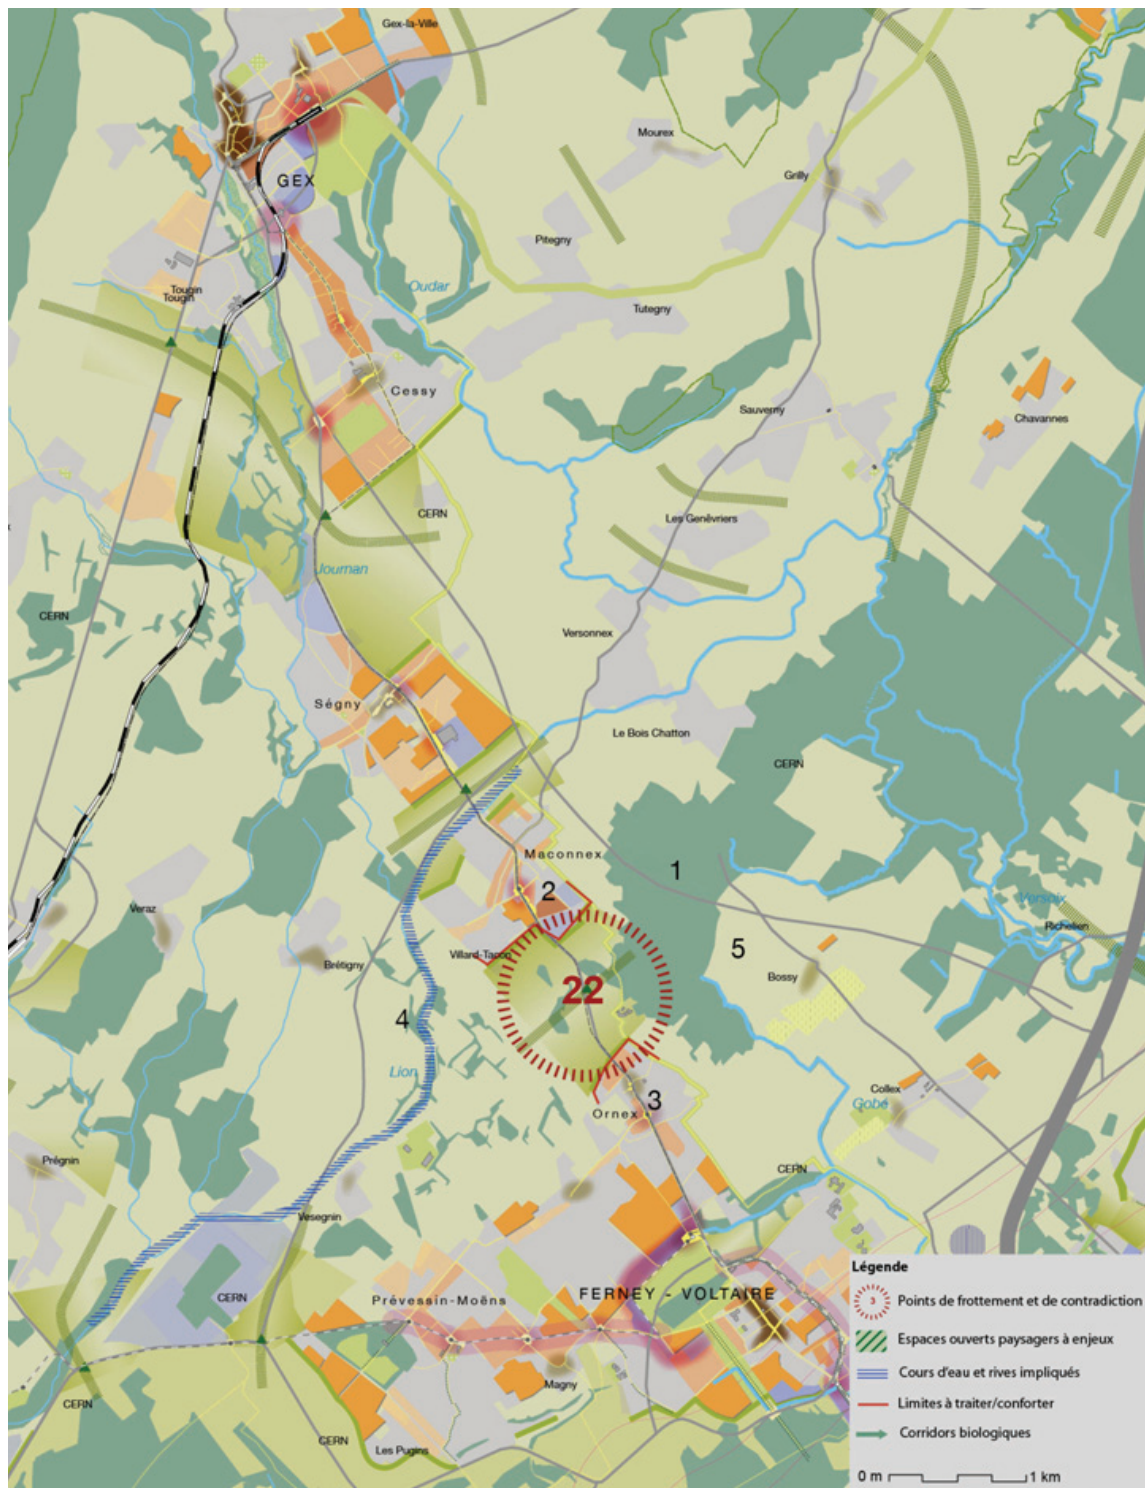 Gex-la-Ville
Mourex
Grilly
GEX
Pitegny
Oudar
Tougin
Tougin
Tutegny
Cessy
Sauverny
Chavannes
CERN
Les Genêvriers
Journan
CERN
Versonnex
Ségny
Le Bois Chatton
CERN
Maconnex
1
2
Versoix
Veraz
Richelien
5
Villard-Tacon
Brétigny
Bossy
22
4
Lion
Collex
3
Gobé
Ornex
Prégnin
CERN
Vesegnin
Légende
FERNEY - VOLTAIRE
CERN
Prévessin-Moëns
3
Points de frottement et de contradiction
Espaces ouverts paysagers à enjeux
Cours d'eau et rives impliqués
Magny
CERN
Limites à traiter/conforter
CERN
Les Pugins
Corridors biologiques
0 m
1 km